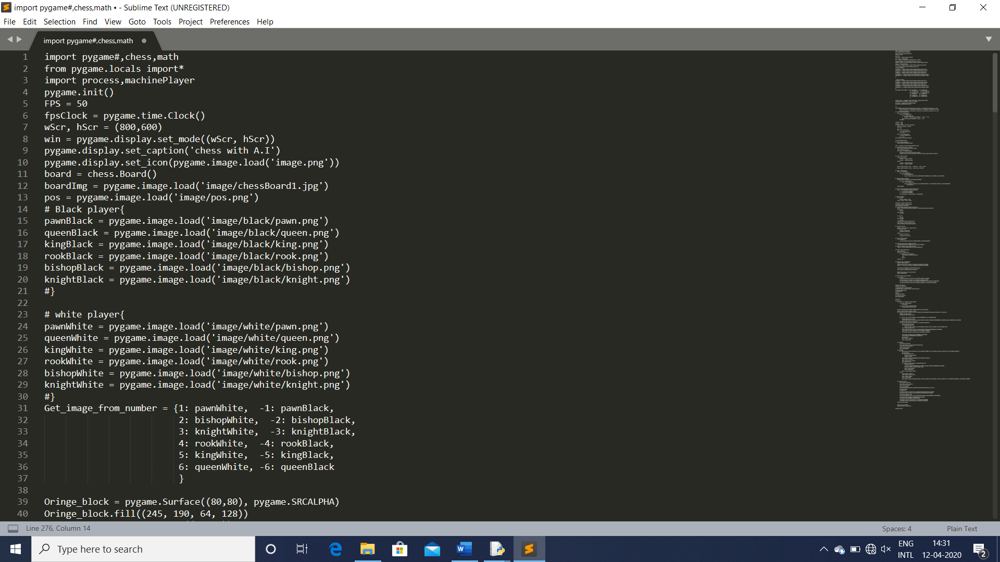 import pygame#,chess,math • - Sublime Text (UNREGISTERED)
File Edit Selection Find View Goto Tools Project Preferences Help
import pygame#,chess,math
1 import pygame#,chess,math
2 from pygame.locals import*
3 import process,machinePlayer
4 pygame.init()
5 FPS = 50
6 fpsClock = pygame.time.Clock()
7 wScr, hScr = (800,600)
8 win = pygame.display.set_mode((wScr, hScr))
9 pygame.display.set_caption('chess with A.I')
10 pygame.display.set_icon(pygame.image.load('image.png'))
11 board = chess.Board()
12 boardImg = pygame.image.load('image/chessBoard1.jpg')
13 pos = pygame.image.load('image/pos.png')
14 # Black player{
15 pawnBlack = pygame.image.load('image/black/pawn.png')
16 queenBlack = pygame.image.load('image/black/queen.png')
17 kingBlack = pygame.image.load('image/black/king.png')
18 rookBlack = pygame.image.load('image/black/rook.png')
19 bishopBlack = pygame.image.load('image/black/bishop.png')
20 knightBlack = pygame.image.load('image/black/knight.png')
21 #}
22
23 # white player{
24 pawnWhite = pygame.image.load('image/white/pawn.png')
25 queenWhite = pygame.image.load('image/white/queen.png')
26 kingWhite = pygame.image.load('image/white/king.png')
27 rookWhite = pygame.image.load('image/white/rook.png')
28 bishopWhite = pygame.image.load('image/white/bishop.png')
29 knightWhite = pygame.image.load('image/white/knight.png')
30 #}
31 Get_image_from_number = {1: pawnWhite,  -1: pawnBlack,
32                          2: bishopWhite,  -2: bishopBlack,
33                          3: knightWhite,  -3: knightBlack,
34                          4: rookWhite,  -4: rookBlack,
35                          5: kingWhite,  -5: kingBlack,
36                          6: queenWhite, -6: queenBlack
37                          }
38
39 Oringe_block = pygame.Surface((80,80), pygame.SRCALPHA)
40 Oringe_block.fill((245, 190, 64, 128))
Line 276, Column 14 Spaces: 4 Plain Text
Type here to search
ENG
INTL
14:31
12-04-2020
2